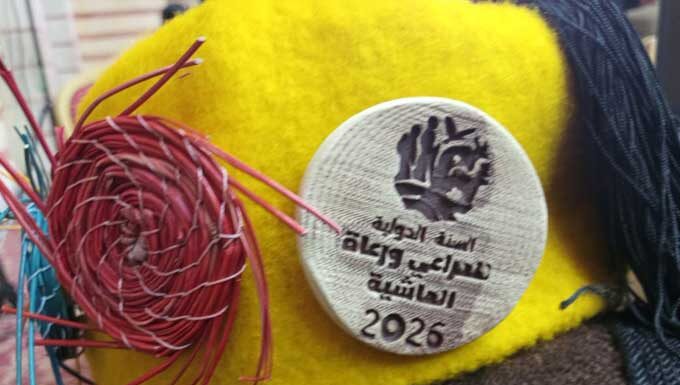 السنة الدولية
للمراعي ورعاة
الماشية
2026